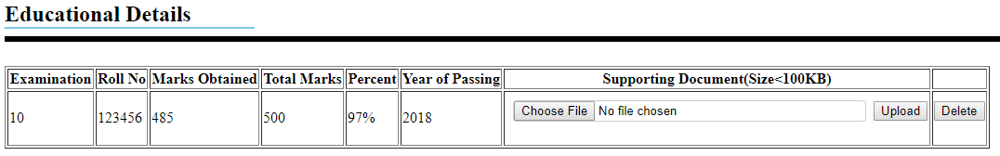 Educational Details
Examination Roll No Marks Obtained Total Marks Percent Year of Passing Supporting Document(Size<100KB)
10 123456 485 500 97% 2018 Choose File No file chosen Upload Delete